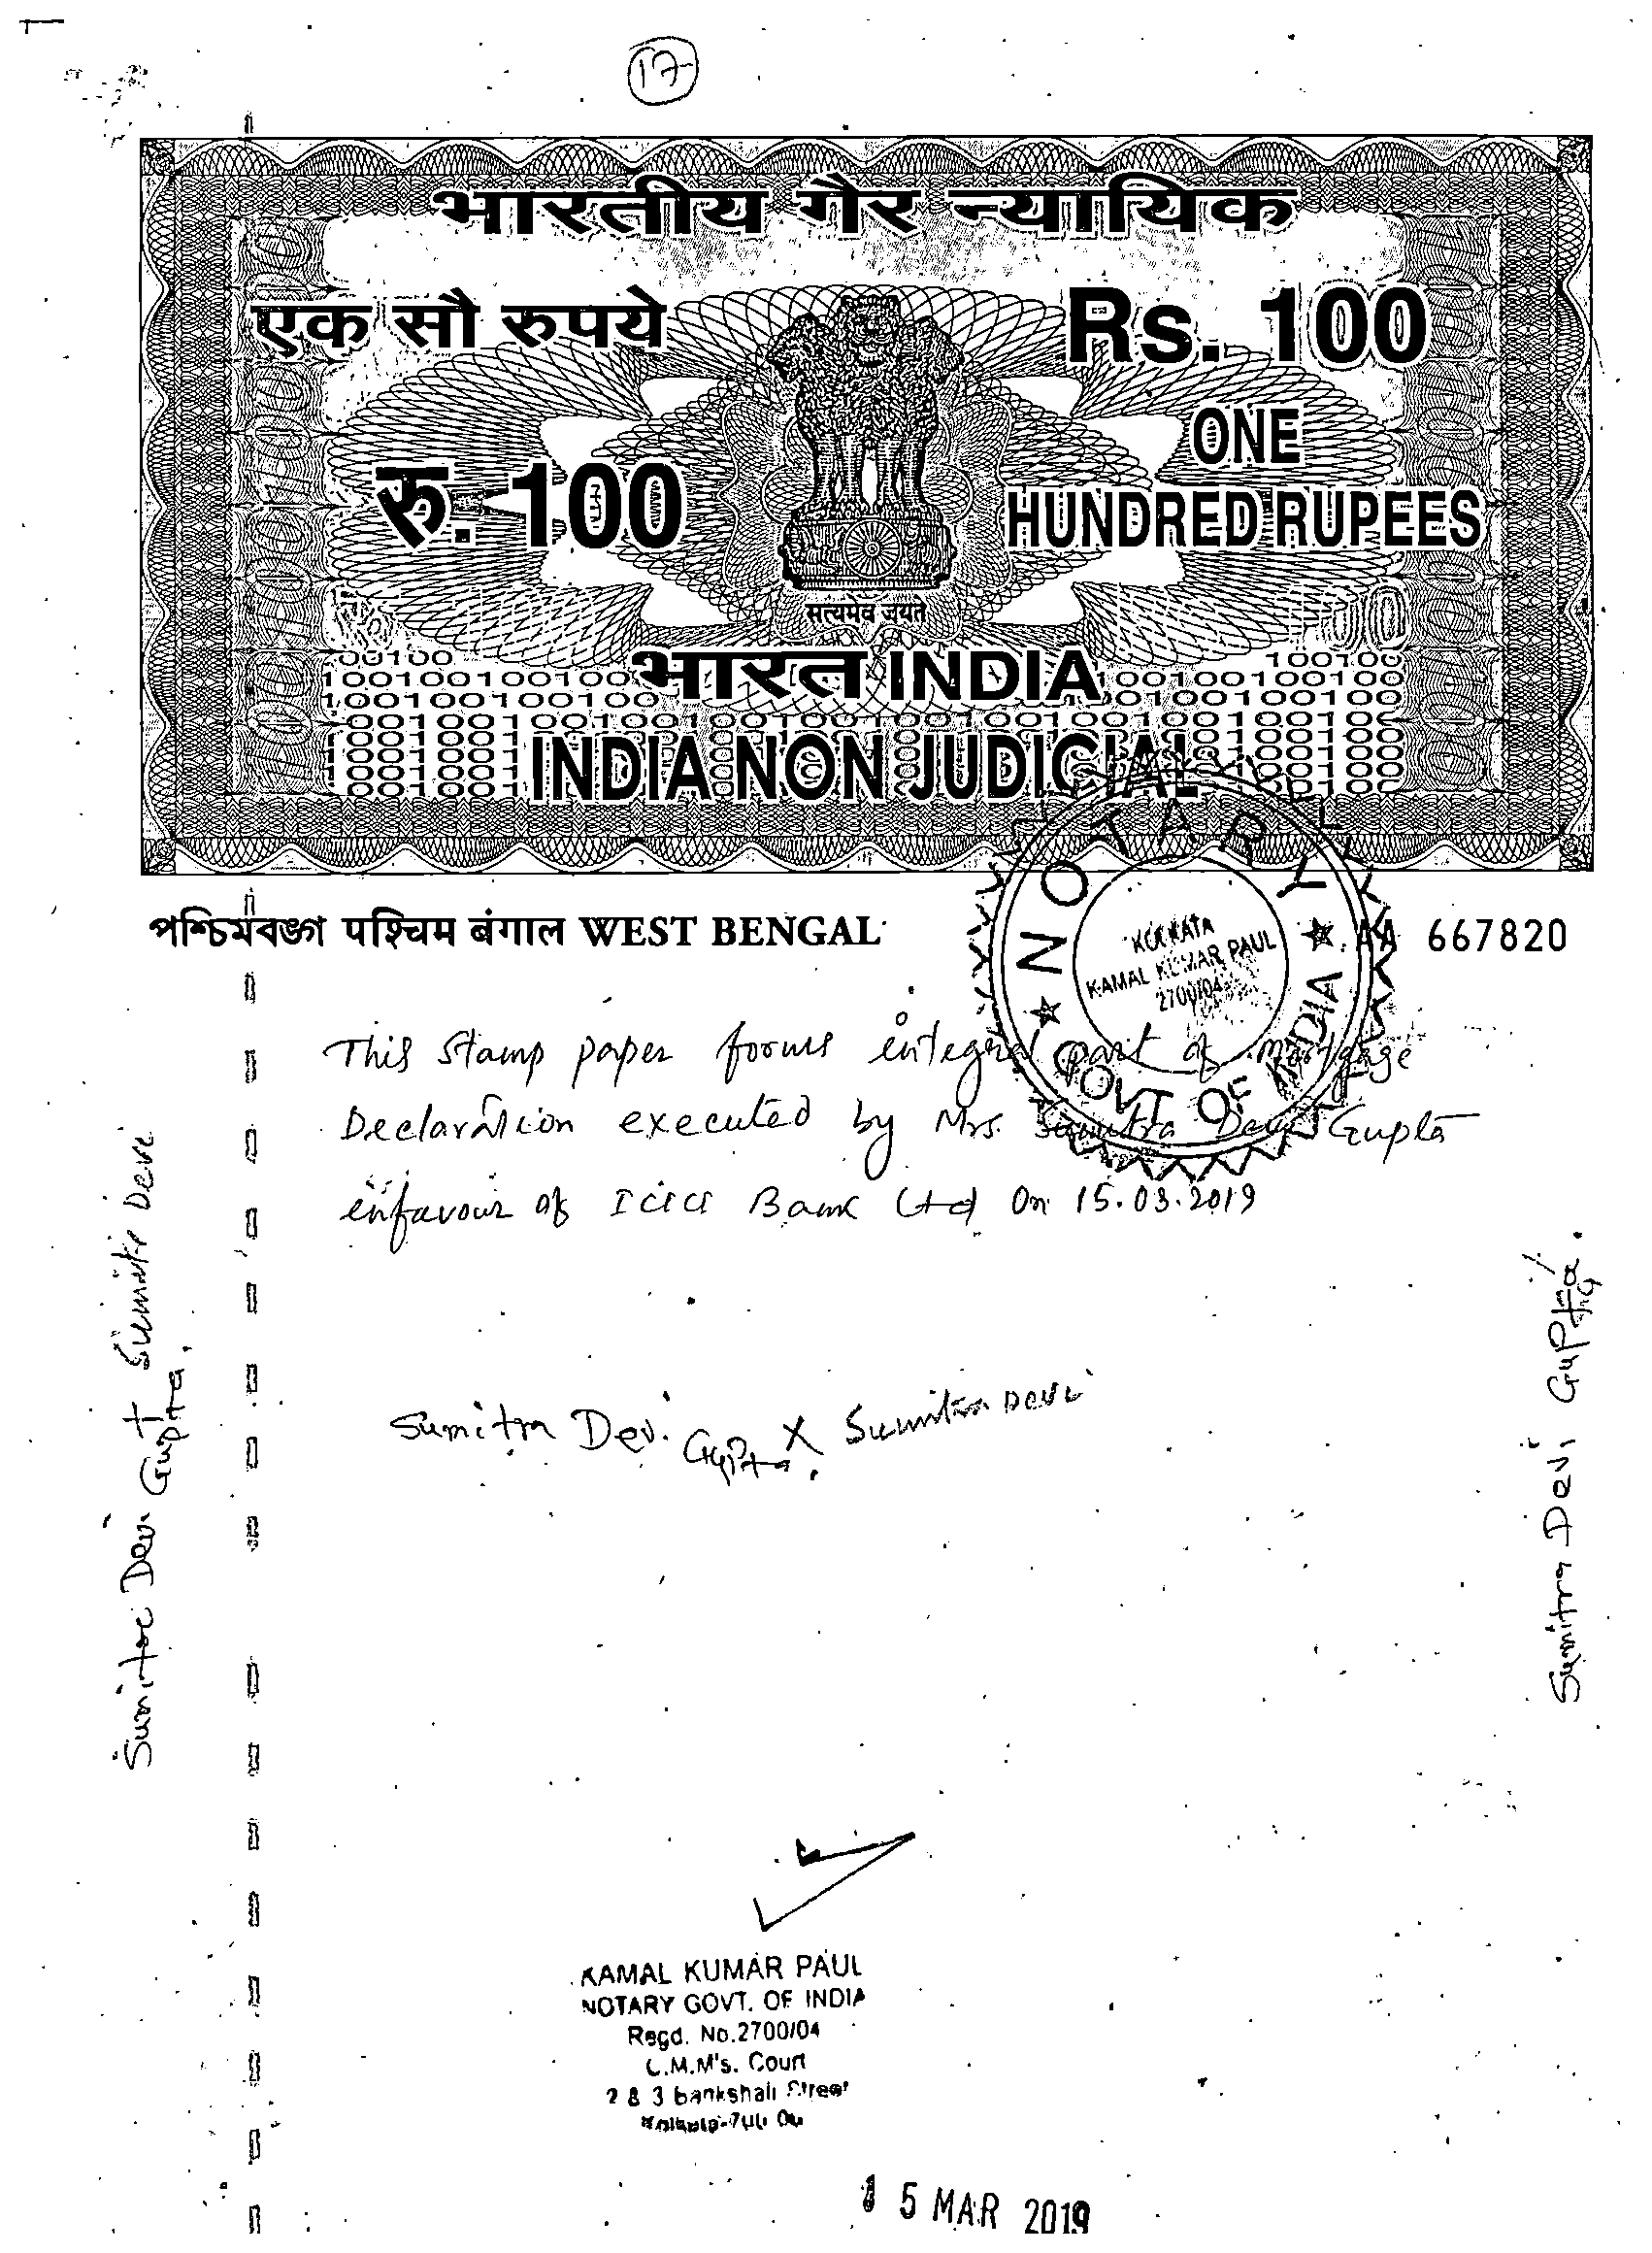 17
भारतीय गैर न्यायिक
एक सौ रुपये
Rs. 100
रु. 100
ONE
HUNDRED RUPEES
सत्यमेव जयते
भारत INDIA
INDIA NON JUDICIAL
পশ্চিমবঙ্গ पश्चिम बंगाल WEST BENGAL
AA 667820
NOTARY
GOVT OF INDIA
KOLKATA
KAMAL KUMAR PAUL
2700/04
This Stamp paper forms integral part of mortgage
Declaration executed by Mrs. Sumitra Devi Gupta
infavour of ICICI Bank Ltd On 15.03.2019
Sumitra Devi Gupta. X Sumitra Devi
Sumitra Devi Gupta. X Sumitra Devi
Sumitra Devi Gupta.
KAMAL KUMAR PAUL
NOTARY GOVT. OF INDIA
Regd. No.2700/04
C.M.M's. Court
2 & 3 bankshall Street
15 MAR 2019